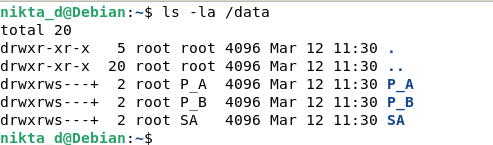 nikta_d@Debian:~$ ls -la /data
total 20
drwxr-xr-x   5 root root 4096 Mar 12 11:30 .
drwxr-xr-x  20 root root 4096 Mar 12 11:30 ..
drwxrws---+  2 root P_A  4096 Mar 12 11:30 P_A
drwxrws---+  2 root P_B  4096 Mar 12 11:30 P_B
drwxrws---+  2 root SA   4096 Mar 12 11:30 SA
nikta_d@Debian:~$